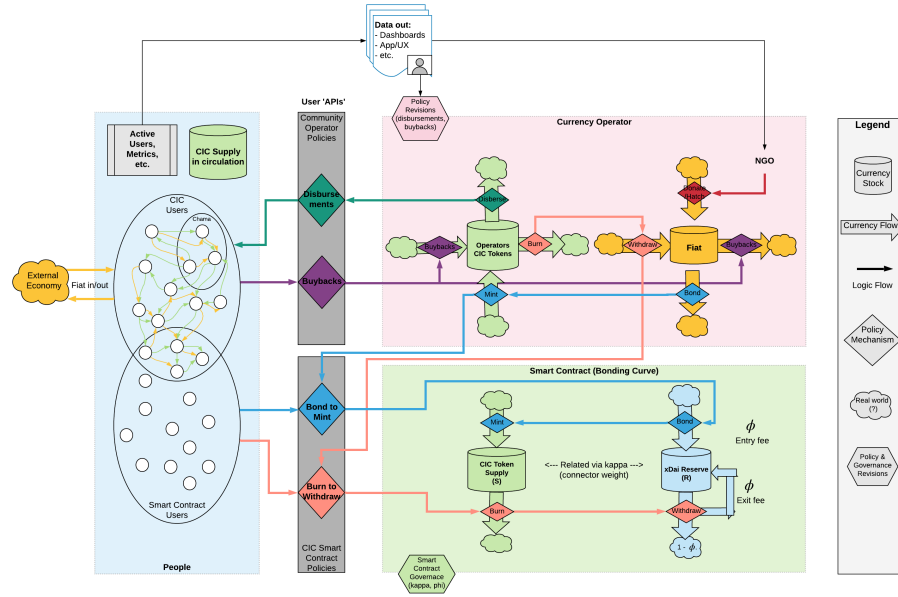 Data out:
- Dashboards
- App/UX
- etc.
User 'APIs'
Policy
Revisions
(disbursements,
buybacks)
Currency Operator
Legend
Active
Users,
Metrics,
etc.
CIC Supply
in circulation
Community
Operator
Policies
NGO
Currency
Stock
CIC
Users
Chama
Disburse
ments
Disburse
Donate
/Hatch
Currency Flow
Operators
CIC Tokens
Buybacks
Burn
Withdraw
Fiat
Buybacks
External
Economy
Fiat in/out
Buybacks
Mint
Bond
Logic Flow
Policy
Mechanism
Smart Contract (Bonding Curve)
People
Bond to
Mint
Mint
Bond
ϕ
Entry fee
Real world
(?)
CIC Token
Supply
(S)
<--- Related via kappa --->
(connector weight)
xDai Reserve
(R)
Policy &
Governance
Revisions
Burn to
Withdraw
Burn
Withdraw
ϕ
Exit fee
Smart Contract
Users
CIC Smart
Contract
Policies
1 - ϕ
People
Smart
Contract
Governace
(kappa, phi)